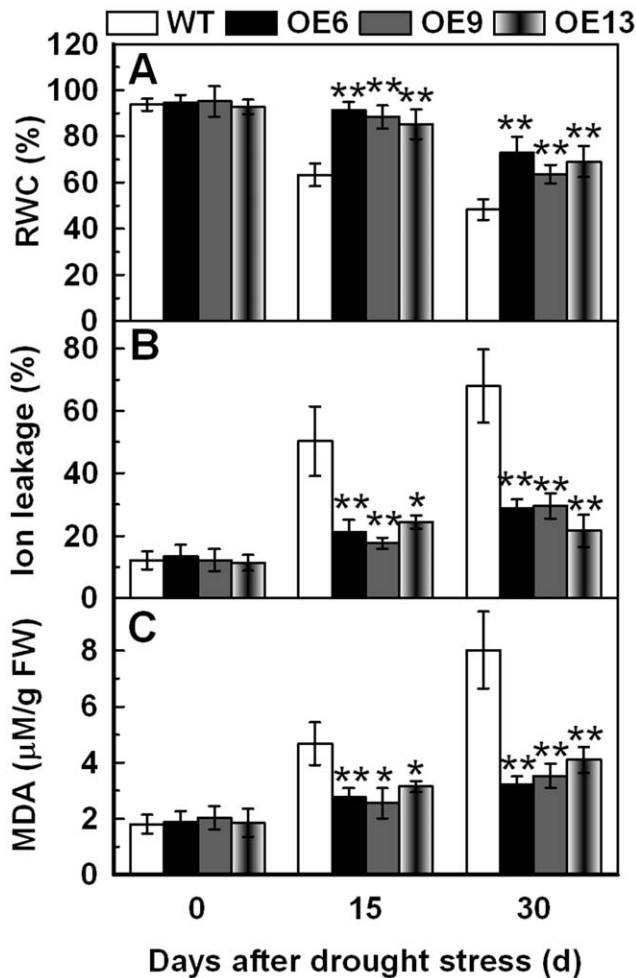 WT OE6 OE9 OE13
A
RWC (%)
120
100
80
60
40
20
0
** ** **
** ** **
B
Ion leakage (%)
80
60
40
20
0
** ** *
** ** **
C
MDA (μM/g FW)
8
6
4
2
0
** * *
** ** **
0 15 30
Days after drought stress (d)